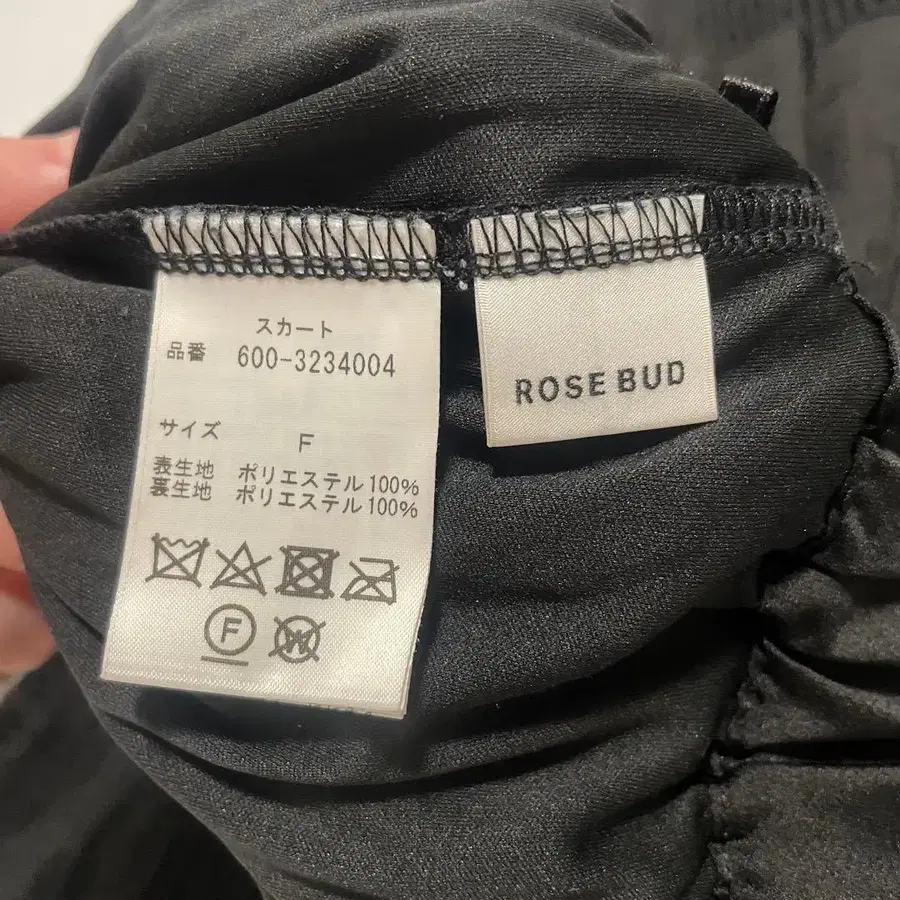 スカート
品番 600-3234004
サイズ F
表生地 ポリエステル100%
裏生地 ポリエステル100%
F
W
ROSE BUD